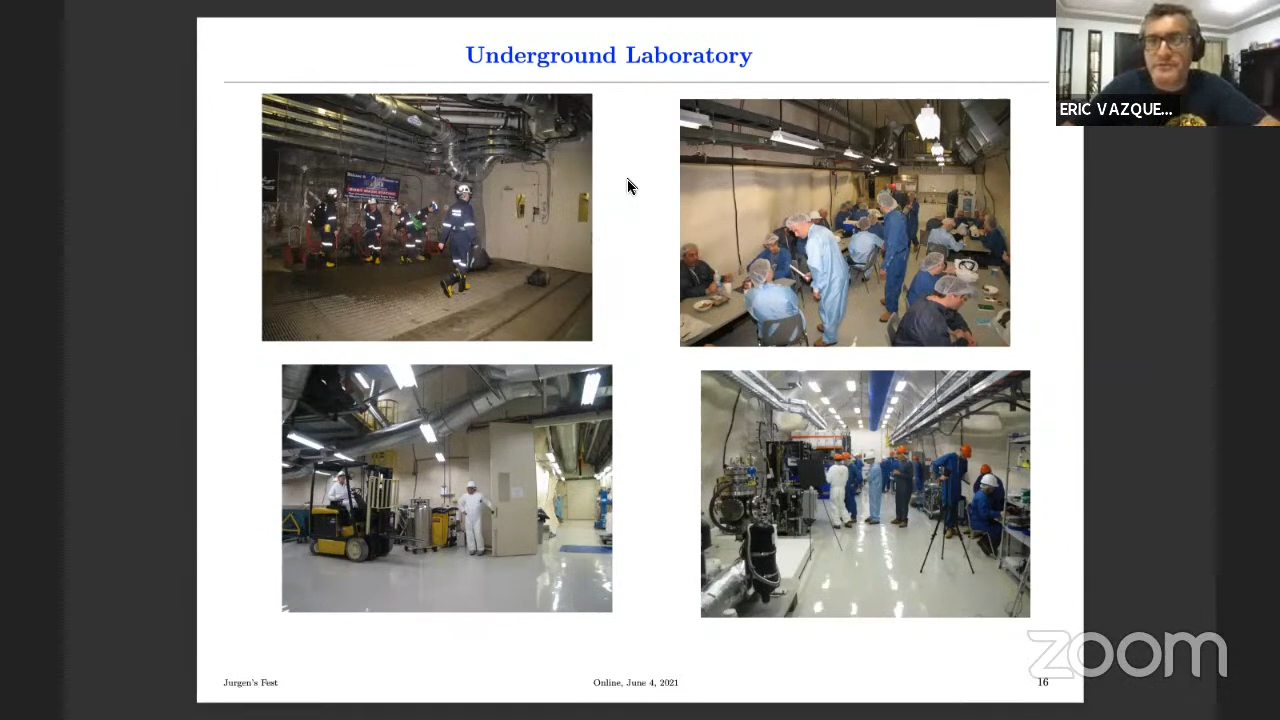 Underground Laboratory
ERIC VAZQUE...
Jurgen's Fest
Online, June 4, 2021
16
zoom